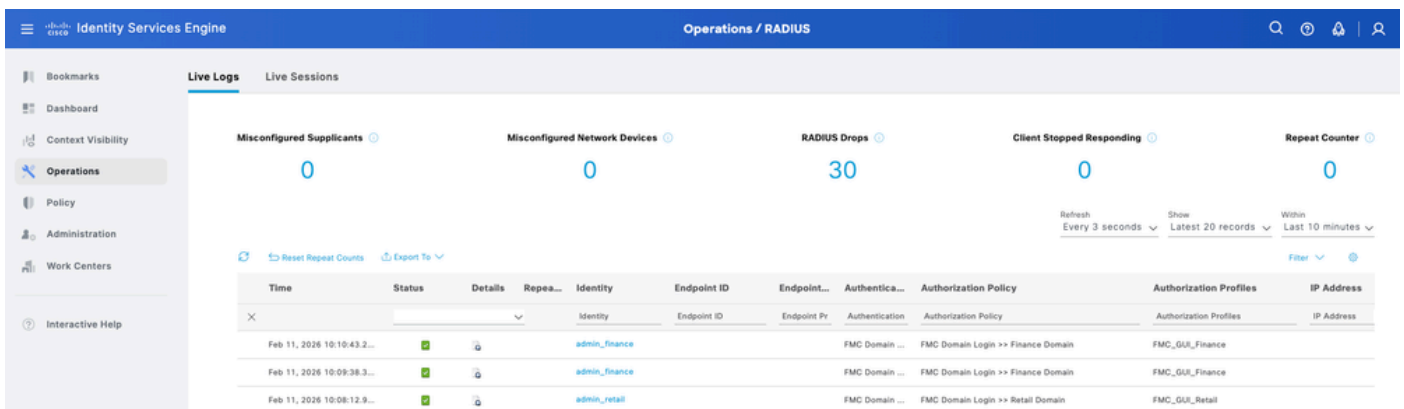 cisco Identity Services Engine
Operations / RADIUS
Bookmarks
Dashboard
Context Visibility
Operations
Policy
Administration
Work Centers
Interactive Help
Live Logs Live Sessions
Misconfigured Supplicants Misconfigured Network Devices RADIUS Drops Client Stopped Responding Repeat Counter
0 0 30 0 0
Refresh Show Within
Every 3 seconds Latest 20 records Last 10 minutes
Reset Repeat Counts Export To Filter
Time Status Details Repea... Identity Endpoint ID Endpoint... Authentica... Authorization Policy Authorization Profiles IP Address
Identity Endpoint ID Endpoint Pr Authentication Authorization Policy Authorization Profiles IP Address
Feb 11, 2026 10:10:43.2... admin_finance FMC Domain ... FMC Domain Login >> Finance Domain FMC_GUI_Finance
Feb 11, 2026 10:09:38.3... admin_finance FMC Domain ... FMC Domain Login >> Finance Domain FMC_GUI_Finance
Feb 11, 2026 10:08:12.9... admin_retail FMC Domain ... FMC Domain Login >> Retail Domain FMC_GUI_Retail